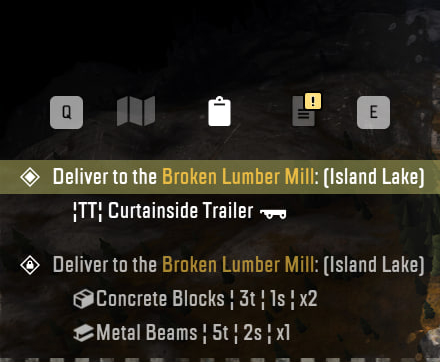 Q E
Deliver to the Broken Lumber Mill: (Island Lake)
¦TT¦ Curtainside Trailer
Deliver to the Broken Lumber Mill: (Island Lake)
Concrete Blocks ¦ 3t ¦ 1s ¦ x2
Metal Beams ¦ 5t ¦ 2s ¦ x1